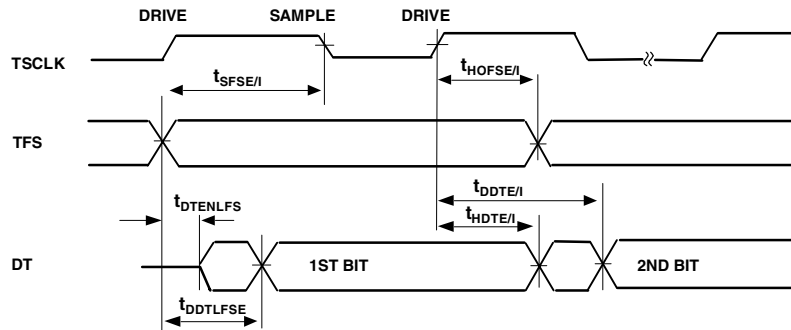 DRIVE SAMPLE DRIVE
TSCLK
tSFSE/I
tHOFSE/I
TFS
tDDTE/I
tDTENLFS
tHDTE/I
DT
1ST BIT
2ND BIT
tDDTLFSE